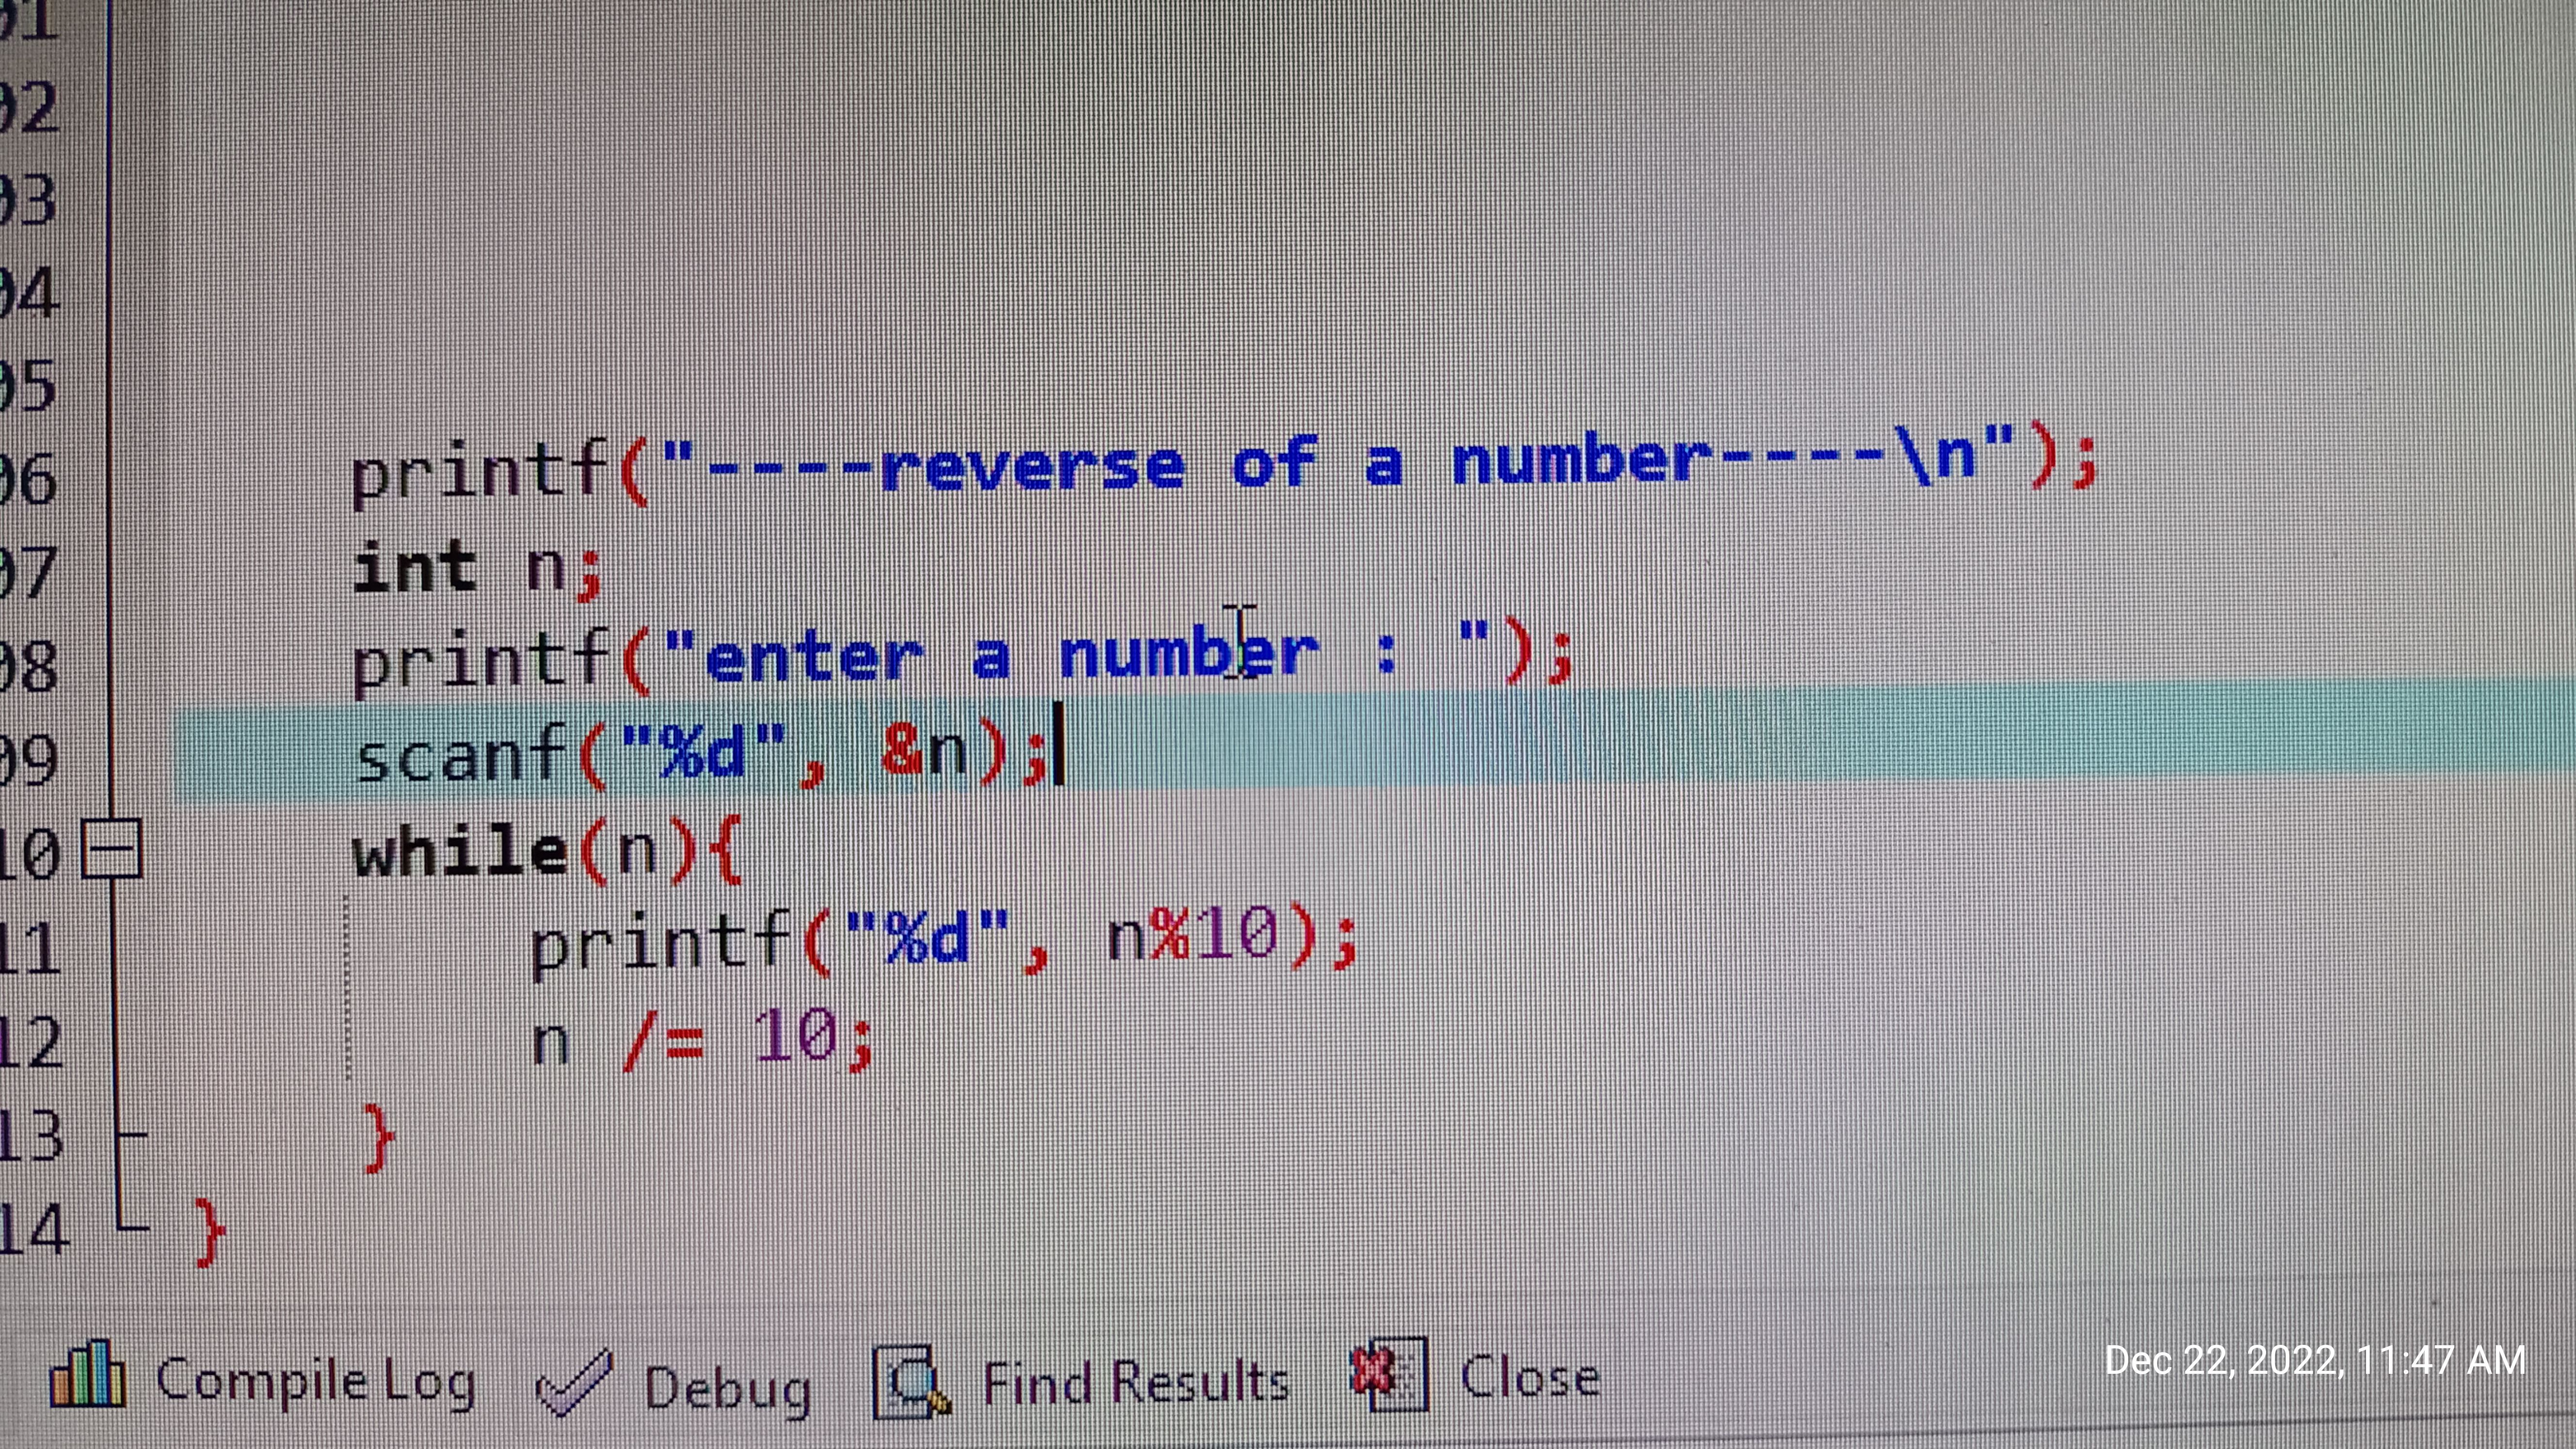 01
02
03
04
05
06 printf("----reverse of a number----\n");
07 int n;
08 printf("enter a number : ");
09 scanf("%d", &n);
10 while(n){
11 printf("%d", n%10);
12 n /= 10;
13 }
14 }
Compile Log Debug Find Results Close
Dec 22, 2022, 11:47 AM